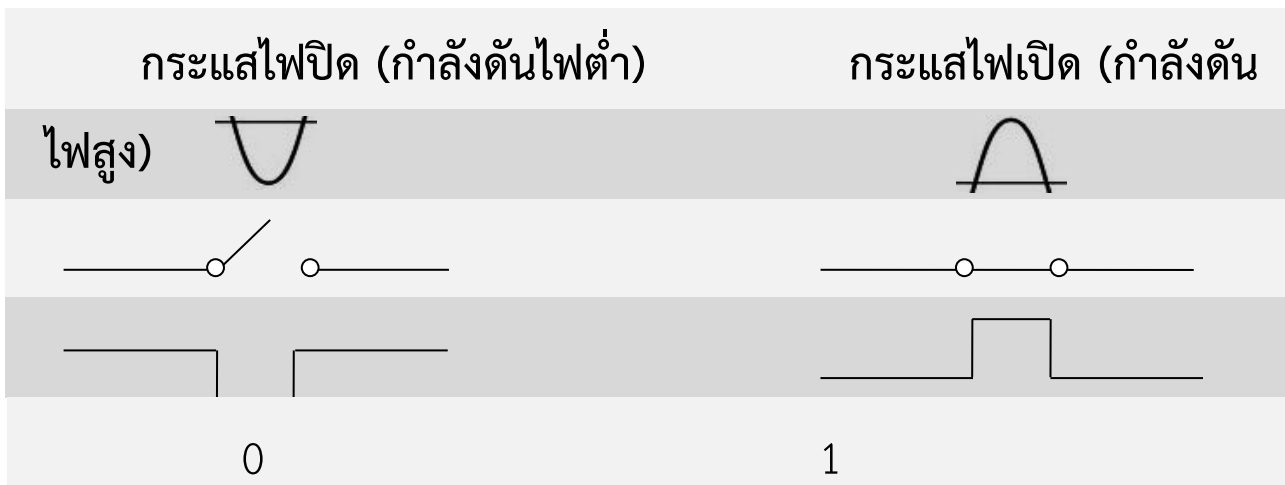 กระแสไฟปิด (กำลังดันไฟต่ำ) กระแสไฟเปิด (กำลังดัน
ไฟสูง)
0 1